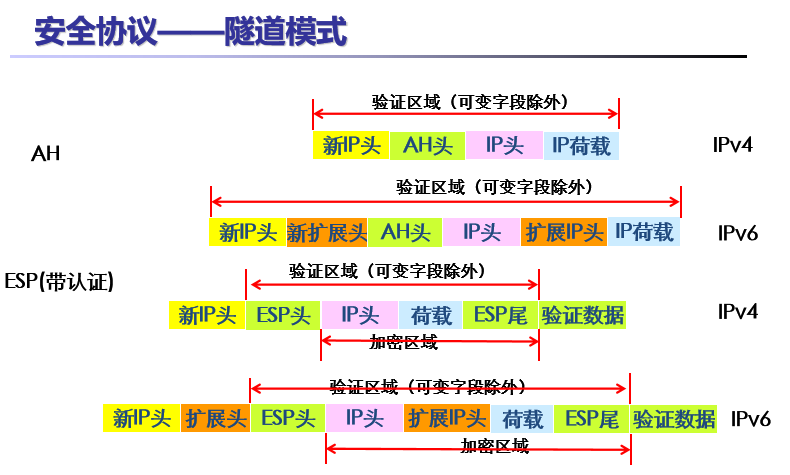 安全协议——隧道模式
验证区域（可变字段除外）
AH
新IP头 AH头 IP头 IP荷载 IPv4
验证区域（可变字段除外）
新IP头 新扩展头 AH头 IP头 扩展IP头 IP荷载 IPv6
ESP(带认证)
验证区域（可变字段除外）
新IP头 ESP头 IP头 荷载 ESP尾 验证数据 IPv4
加密区域
验证区域（可变字段除外）
新IP头 扩展头 ESP头 IP头 扩展IP头 荷载 ESP尾 验证数据 IPv6
加密区域